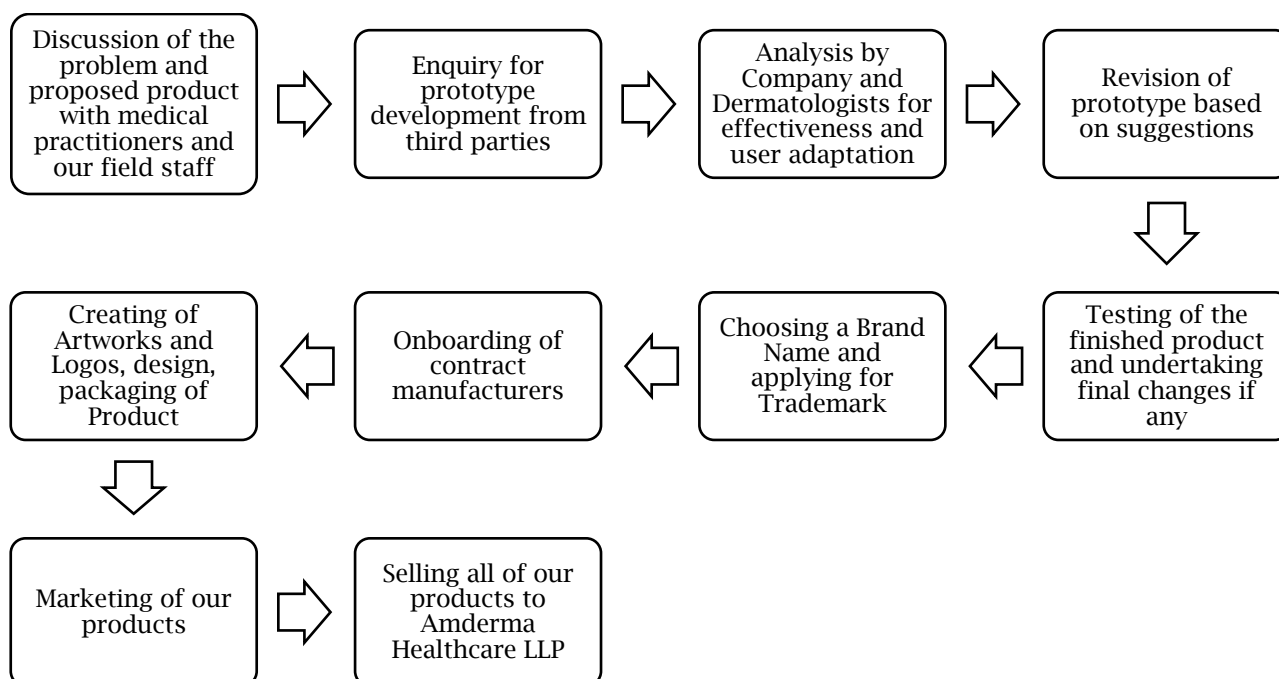 Discussion of the
problem and
proposed product
with medical
practitioners and
our field staff
Enquiry for
prototype
development from
third parties
Analysis by
Company and
Dermatologists for
effectiveness and
user adaptation
Revision of
prototype based
on suggestions
Testing of the
finished product
and undertaking
final changes if
any
Choosing a Brand
Name and
applying for
Trademark
Onboarding of
contract
manufacturers
Creating of
Artworks and
Logos, design,
packaging of
Product
Marketing of our
products
Selling all of our
products to
Amderma
Healthcare LLP